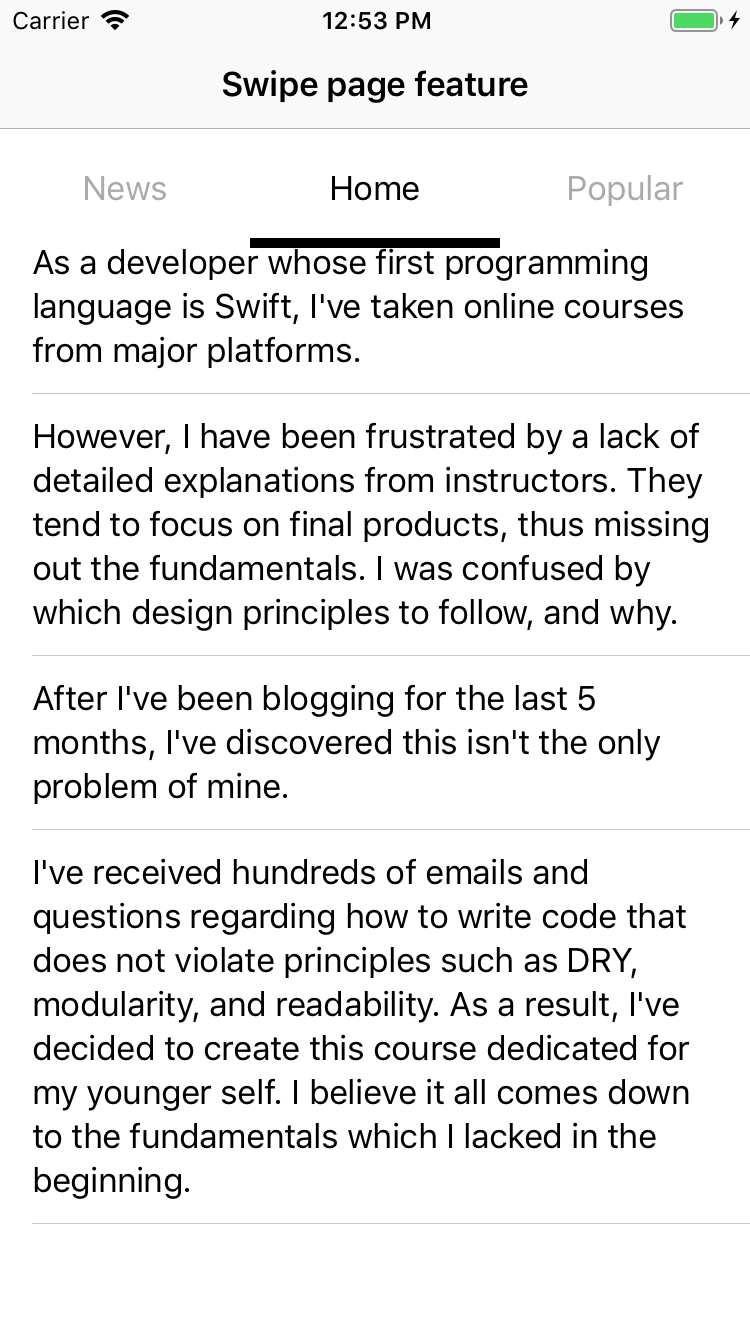 Carrier 12:53 PM
Swipe page feature
News Home Popular
As a developer whose first programming
language is Swift, I've taken online courses
from major platforms.
However, I have been frustrated by a lack of
detailed explanations from instructors. They
tend to focus on final products, thus missing
out the fundamentals. I was confused by
which design principles to follow, and why.
After I've been blogging for the last 5
months, I've discovered this isn't the only
problem of mine.
I've received hundreds of emails and
questions regarding how to write code that
does not violate principles such as DRY,
modularity, and readability. As a result, I've
decided to create this course dedicated for
my younger self. I believe it all comes down
to the fundamentals which I lacked in the
beginning.